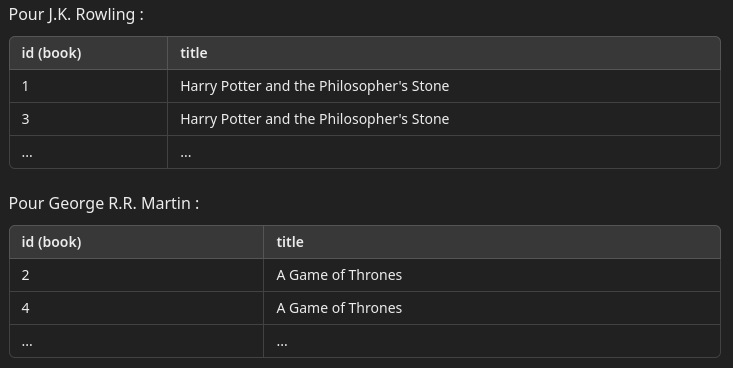 Pour J.K. Rowling :
id (book) title
1 Harry Potter and the Philosopher's Stone
3 Harry Potter and the Philosopher's Stone
... ...
Pour George R.R. Martin :
id (book) title
2 A Game of Thrones
4 A Game of Thrones
... ...